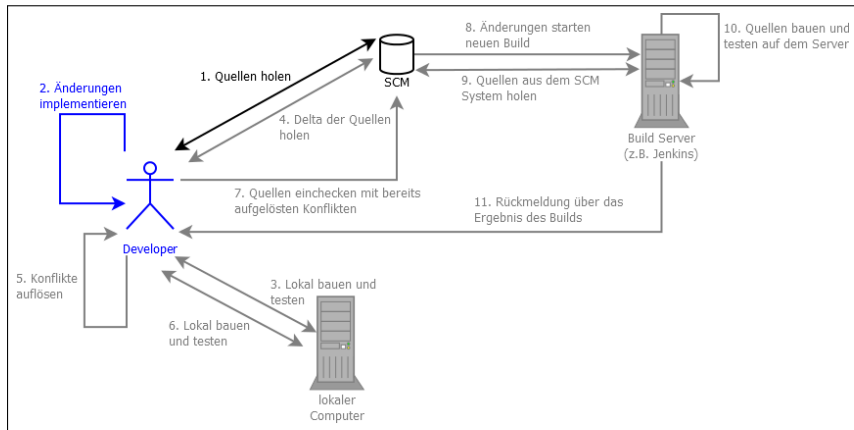 1. Quellen holen
SCM
2. Änderungen
implementieren
4. Delta der Quellen
holen
8. Änderungen starten
neuen Build
9. Quellen aus dem SCM
System holen
10. Quellen bauen und
testen auf dem Server
Build Server
(z.B. Jenkins)
7. Quellen einchecken mit bereits
aufgelösten Konflikten
11. Rückmeldung über das
Ergebnis des Builds
Developer
5. Konflikte
auflösen
3. Lokal bauen und
testen
6. Lokal bauen
und testen
lokaler
Computer